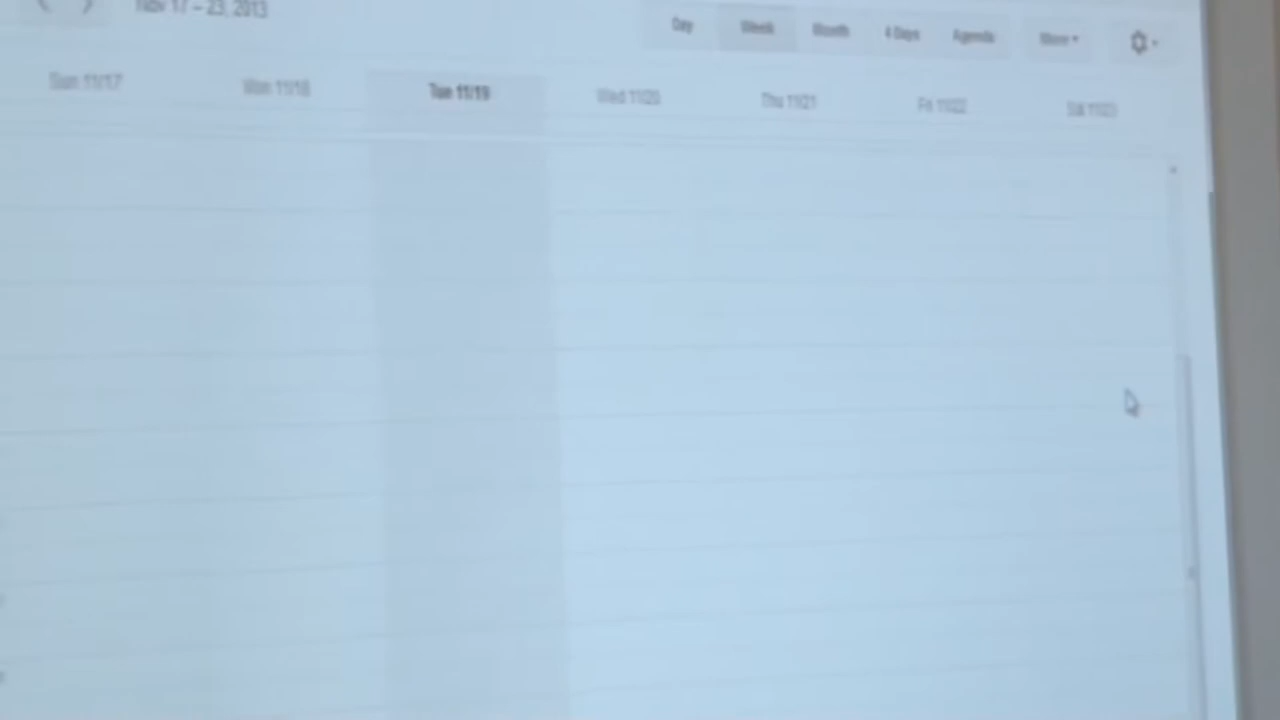 Nov 17 – 23, 2013
Day Week Month 4 Days Agenda More
Sun 11/17 Mon 11/18 Tue 11/19 Wed 11/20 Thu 11/21 Fri 11/22 Sat 11/23